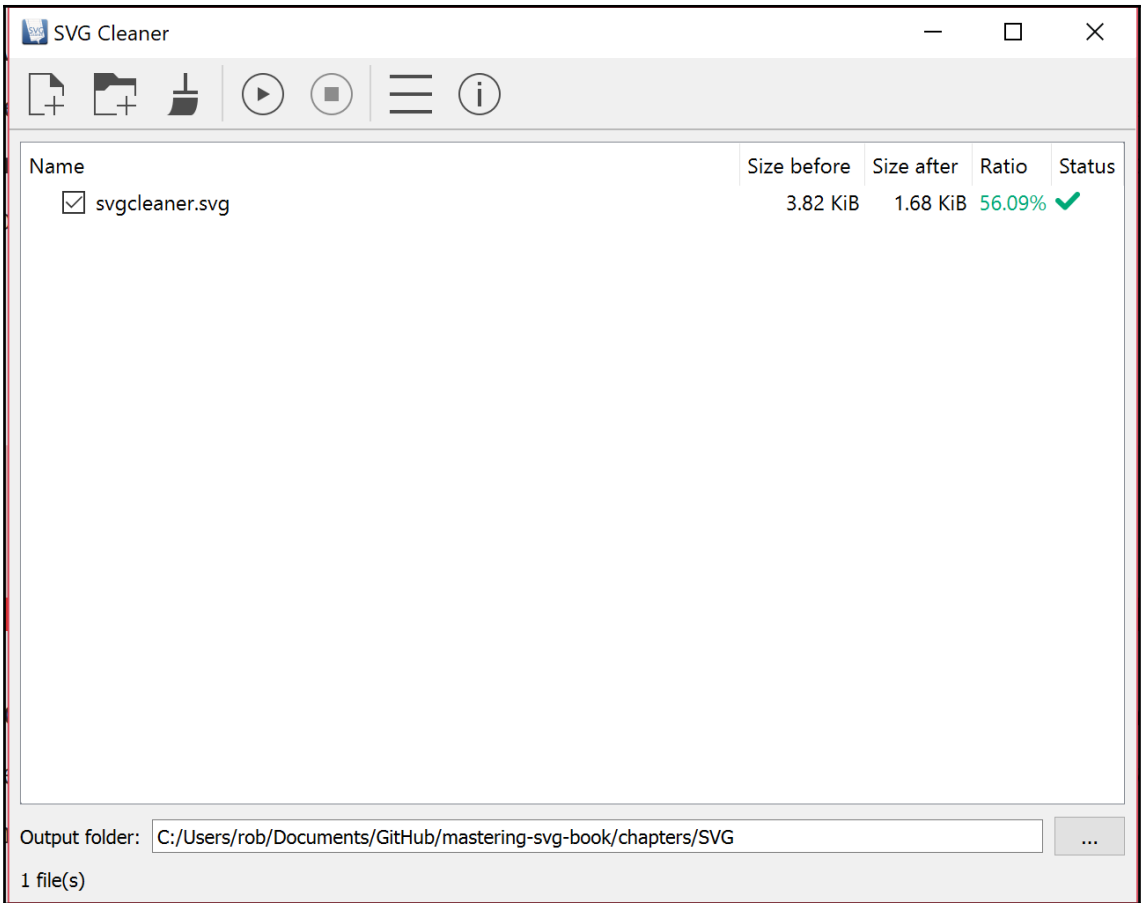 SVG SVG Cleaner
Name Size before Size after Ratio Status
svgcleaner.svg 3.82 KiB 1.68 KiB 56.09%
Output folder: C:/Users/rob/Documents/GitHub/mastering-svg-book/chapters/SVG ...
1 file(s)